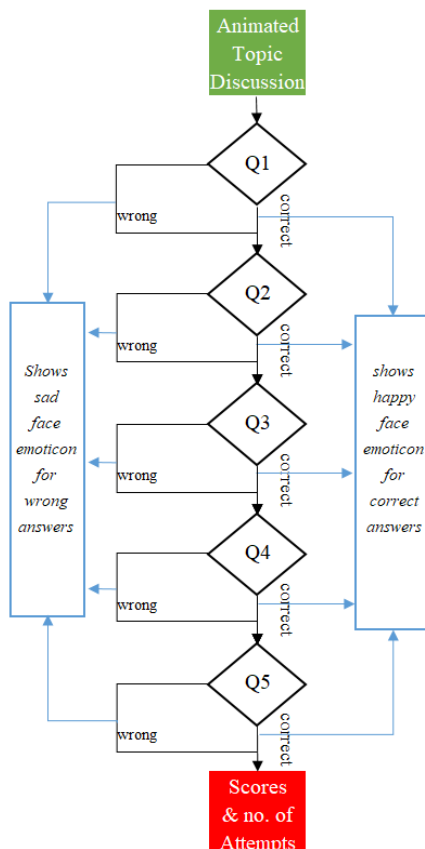 Animated
Topic
Discussion
Q1
wrong
correct
Q2
wrong
correct
Shows
sad
face
emoticon
for
wrong
answers
shows
happy
face
emoticon
for
correct
answers
Q3
wrong
correct
Q4
wrong
correct
Q5
wrong
correct
Scores
& no. of
Attempts